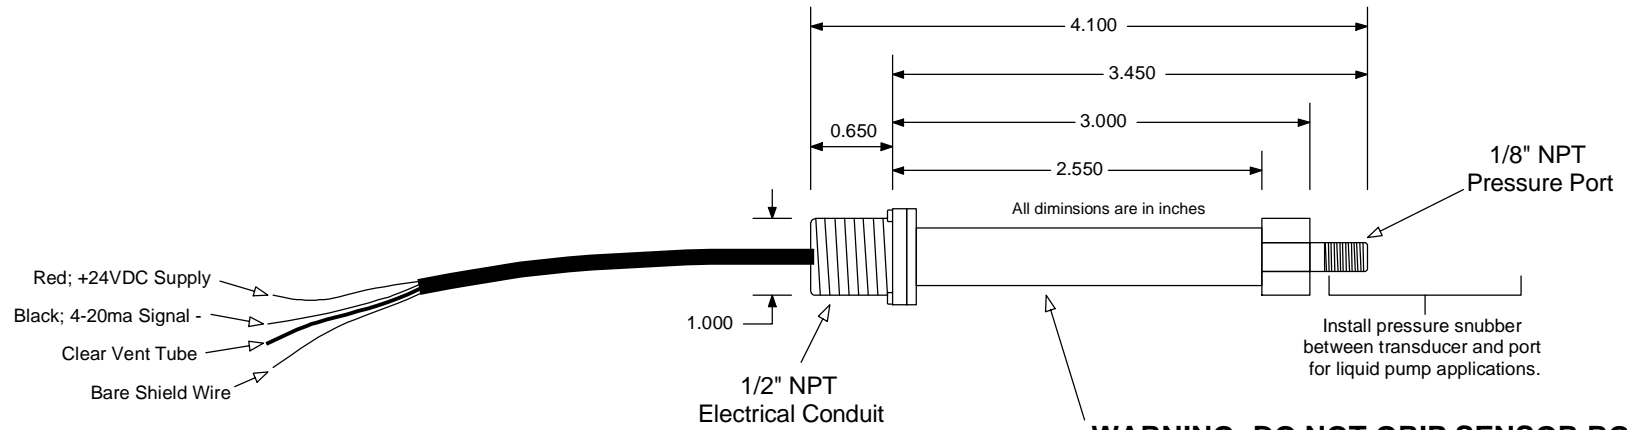 4.100
3.450
3.000
0.650
2.550
1/8" NPT
Pressure Port
All diminsions are in inches
Red; +24VDC Supply
Black; 4-20ma Signal -
Clear Vent Tube
Bare Shield Wire
1.000
1/2" NPT
Electrical Conduit
Install pressure snubber
between transducer and port
for liquid pump applications.
WARNING DO NOT GRIP SENSOR